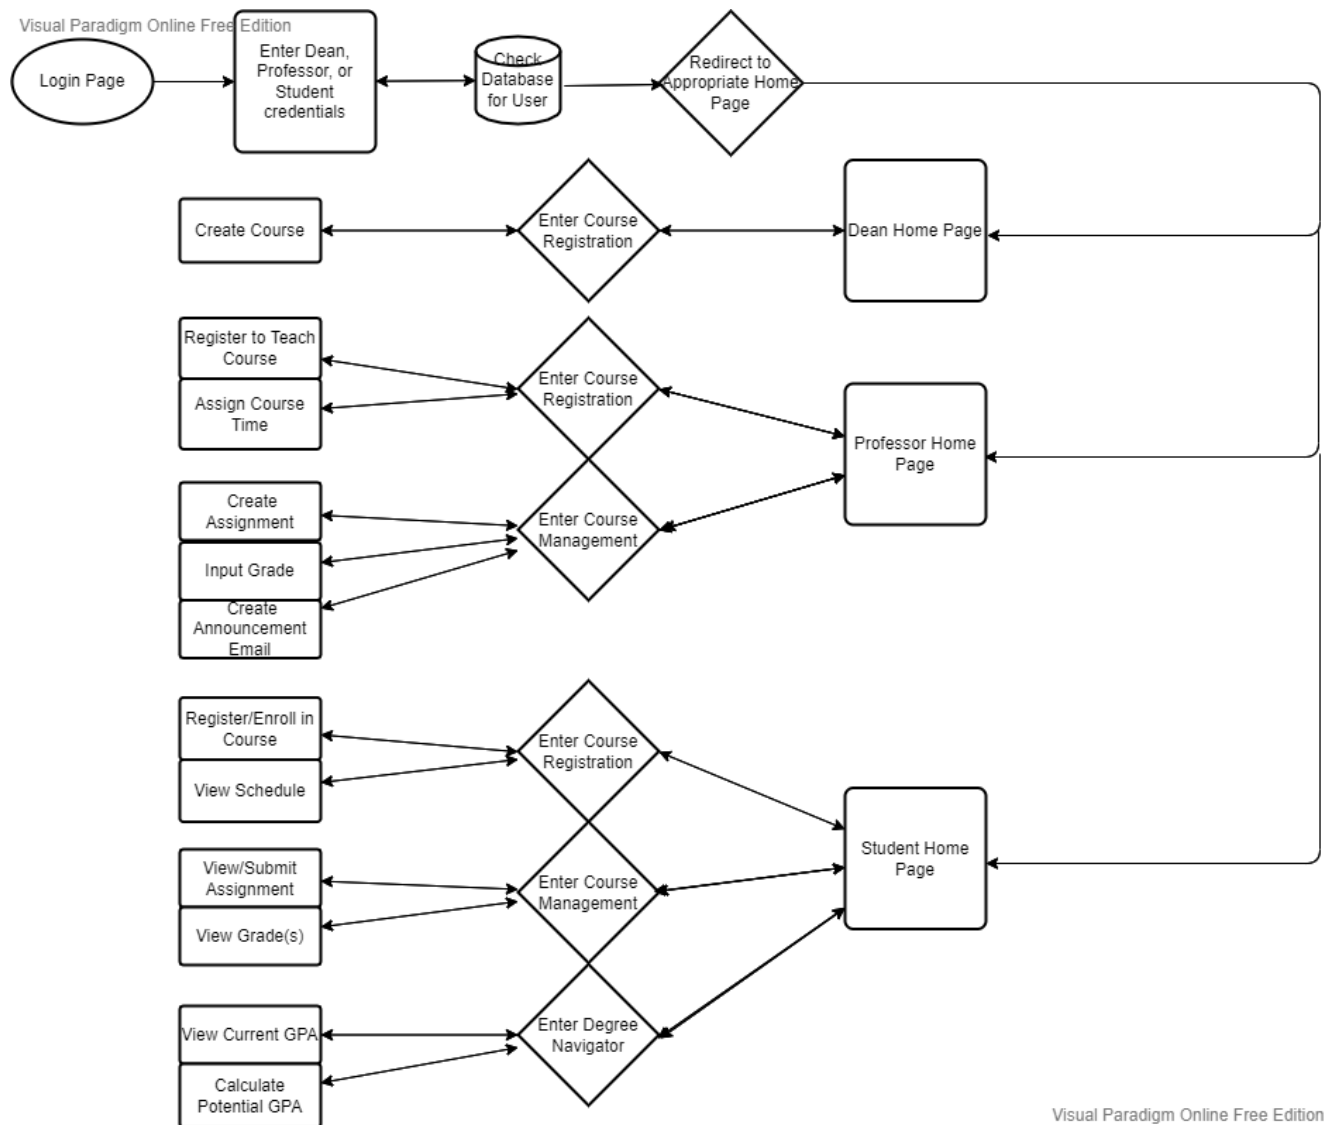 Visual Paradigm Online Free Edition
Login Page
Enter Dean,
Professor, or
Student
credentials
Check
Database
for User
Redirect to
Appropriate Home
Page
Create Course
Enter Course
Registration
Dean Home Page
Register to Teach
Course
Assign Course
Time
Enter Course
Registration
Professor Home
Page
Create
Assignment
Input Grade
Create
Announcement
Email
Enter Course
Management
Register/Enroll in
Course
View Schedule
Enter Course
Registration
Student Home
Page
View/Submit
Assignment
View Grade(s)
Enter Course
Management
View Current GPA
Calculate
Potential GPA
Enter Degree
Navigator
Visual Paradigm Online Free Edition